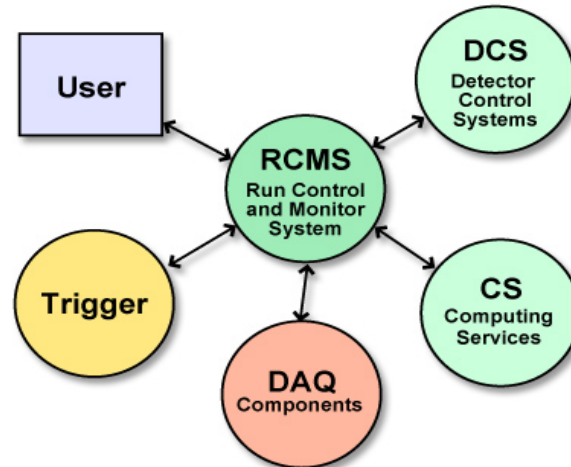 User
DCS
Detector
Control
Systems
RCMS
Run Control
and Monitor
System
Trigger
CS
Computing
Services
DAQ
Components